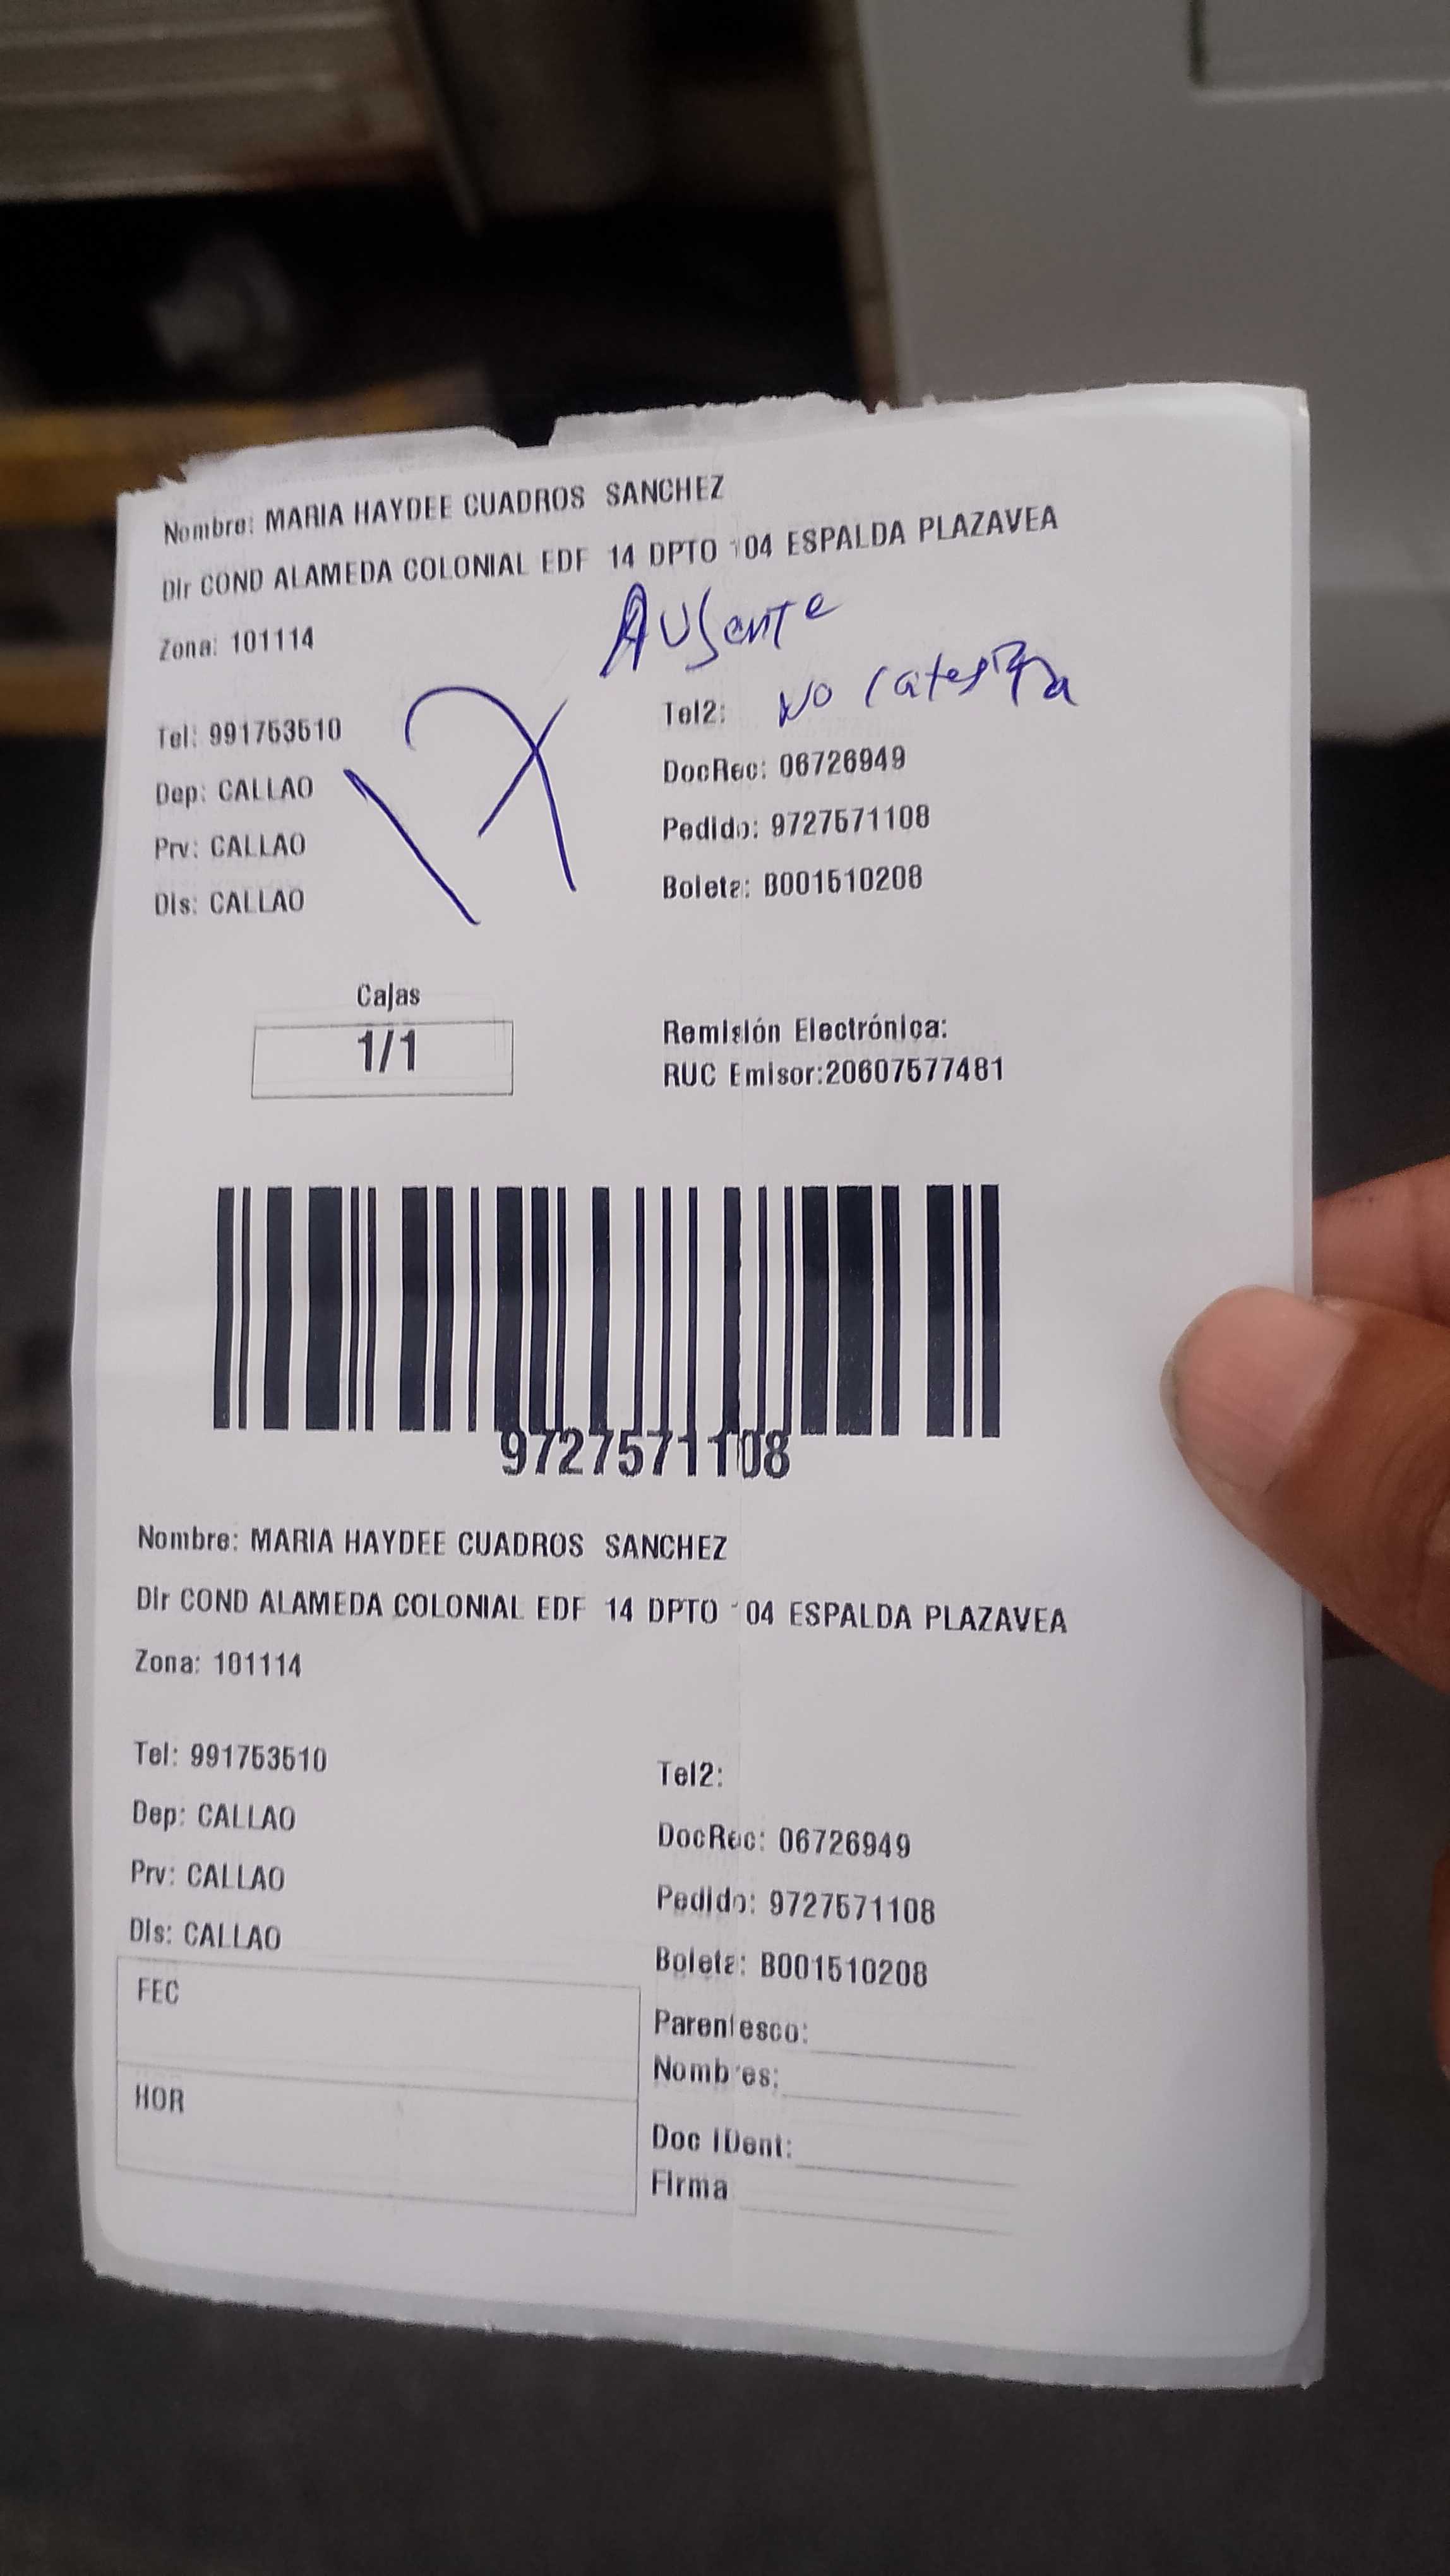 Nombre: MARIA HAYDEE CUADROS SANCHEZ
Dir COND ALAMEDA COLONIAL EDF 14 DPTO 104 ESPALDA PLAZAVEA
Ausente
Zona: 101114
No
Tel: 991753510
Tel2:
Dep: CALLAO
DocRec: 06726949
Prv: CALLAO
Pedido: 9727571108
Dis: CALLAO
Boleta: B001510208
Cajas
1/1
Remisión Electrónica:
RUC Emisor:20607577481
9727571108
Nombre: MARIA HAYDEE CUADROS SANCHEZ
Dir COND ALAMEDA COLONIAL EDF 14 DPTO 104 ESPALDA PLAZAVEA
Zona: 101114
Tel: 991753510
Tel2:
Dep: CALLAO
DocRec: 06726949
Prv: CALLAO
Pedido: 9727571108
Dis: CALLAO
Boleta: B001510208
FEC
Parentesco:
Nombres:
HOR
Doc IDent:
Firma